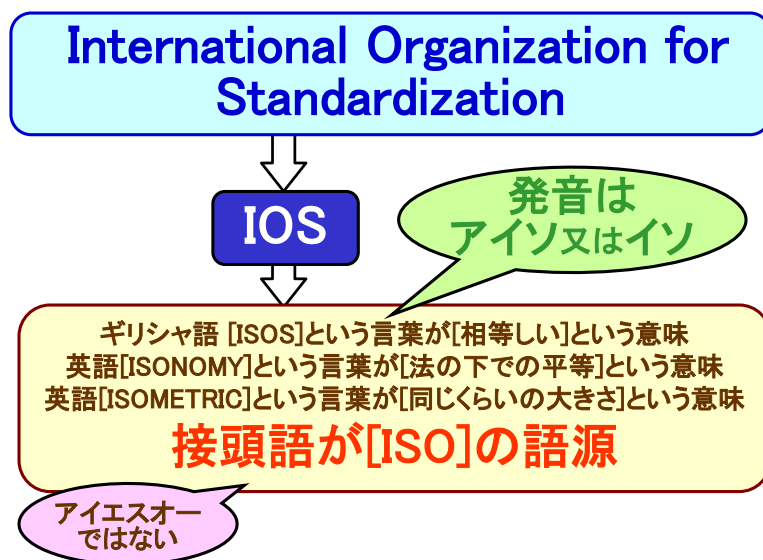 International Organization for
Standardization
IOS
発音は
アイソ又はイソ
ギリシャ語 [ISOS]という言葉が[相等しい]という意味
英語[ISONOMY]という言葉が[法の下での平等]という意味
英語[ISOMETRIC]という言葉が[同じくらいの大きさ]という意味
接頭語が[ISO]の語源
アイエスオー
ではない